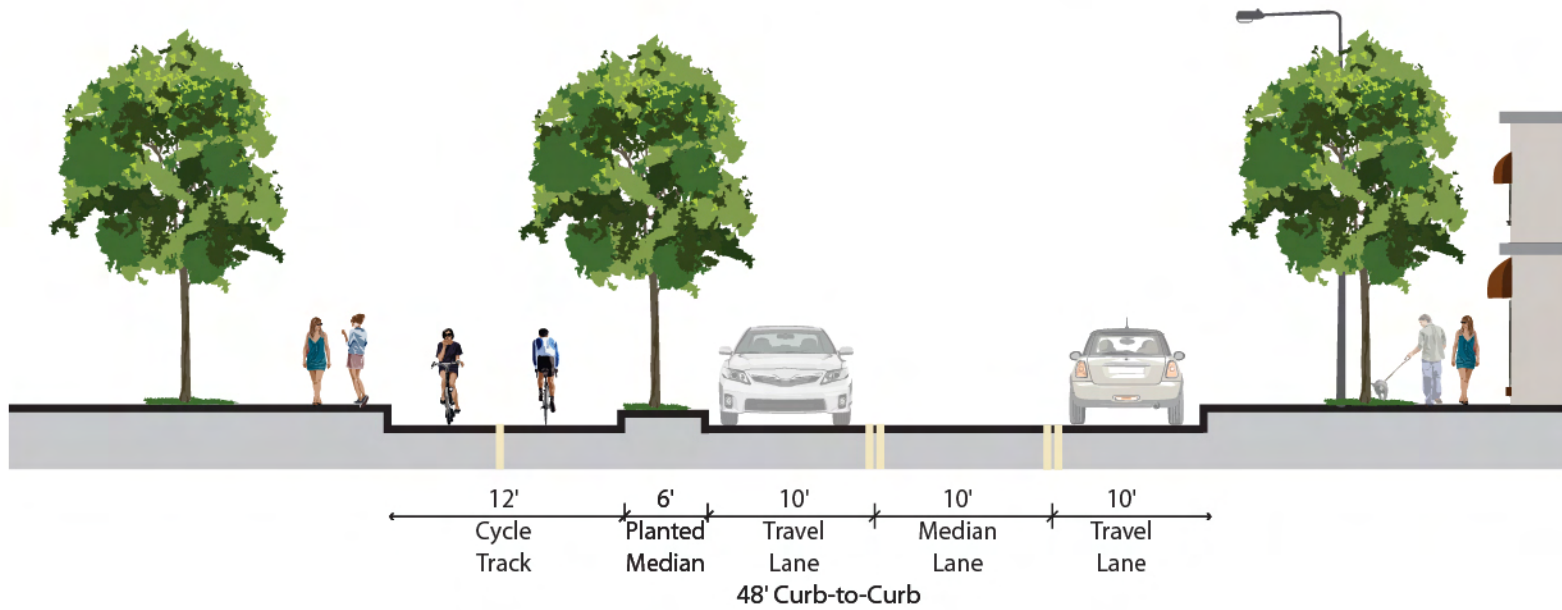 12' 6' 10' 10' 10'
Cycle Planted Travel Median Travel
Track Median Lane Lane Lane
48' Curb-to-Curb